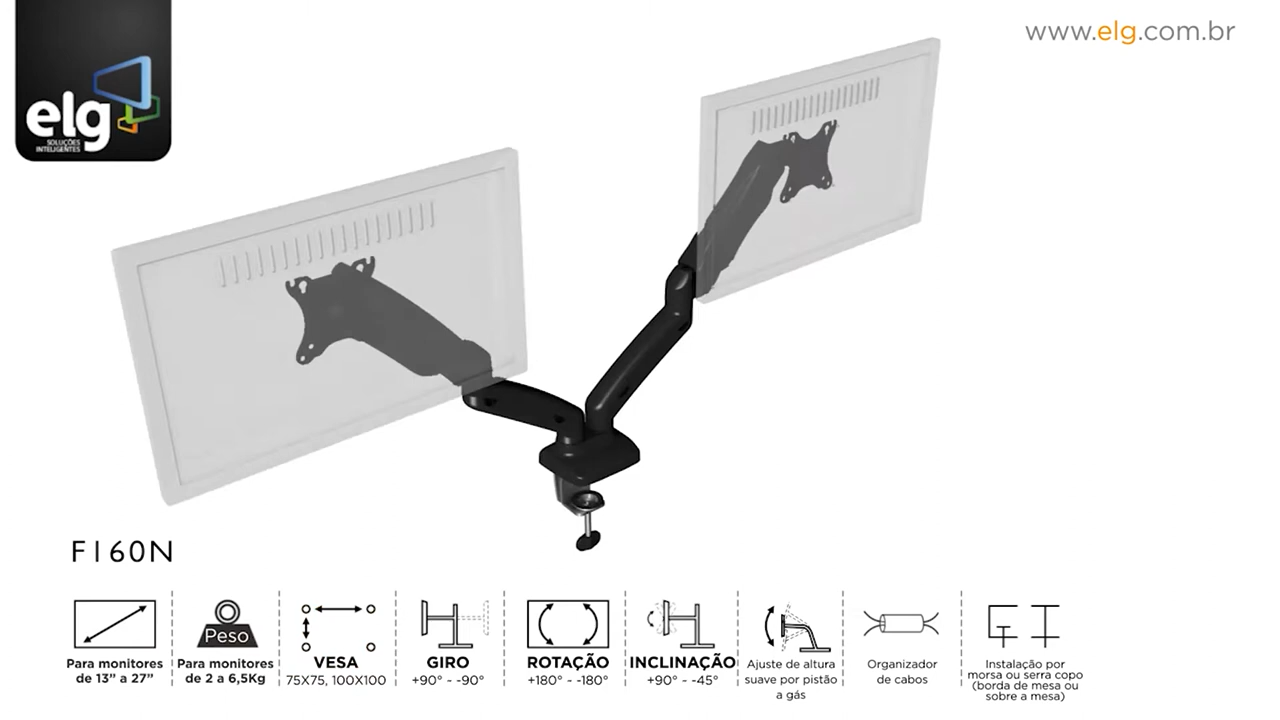 www.elg.com.br
elg
SOLUÇÕES
INTELIGENTES
F160N
Para monitores
de 13” a 27”
Peso
Para monitores
de 2 a 6,5Kg
VESA
75X75, 100X100
GIRO
+90° - -90°
ROTAÇÃO
+180° - -180°
INCLINAÇÃO
+90° - -45°
Ajuste de altura
suave por pistão
a gás
Organizador
de cabos
Instalação por
morsa ou serra copo
(borda de mesa ou
sobre a mesa)